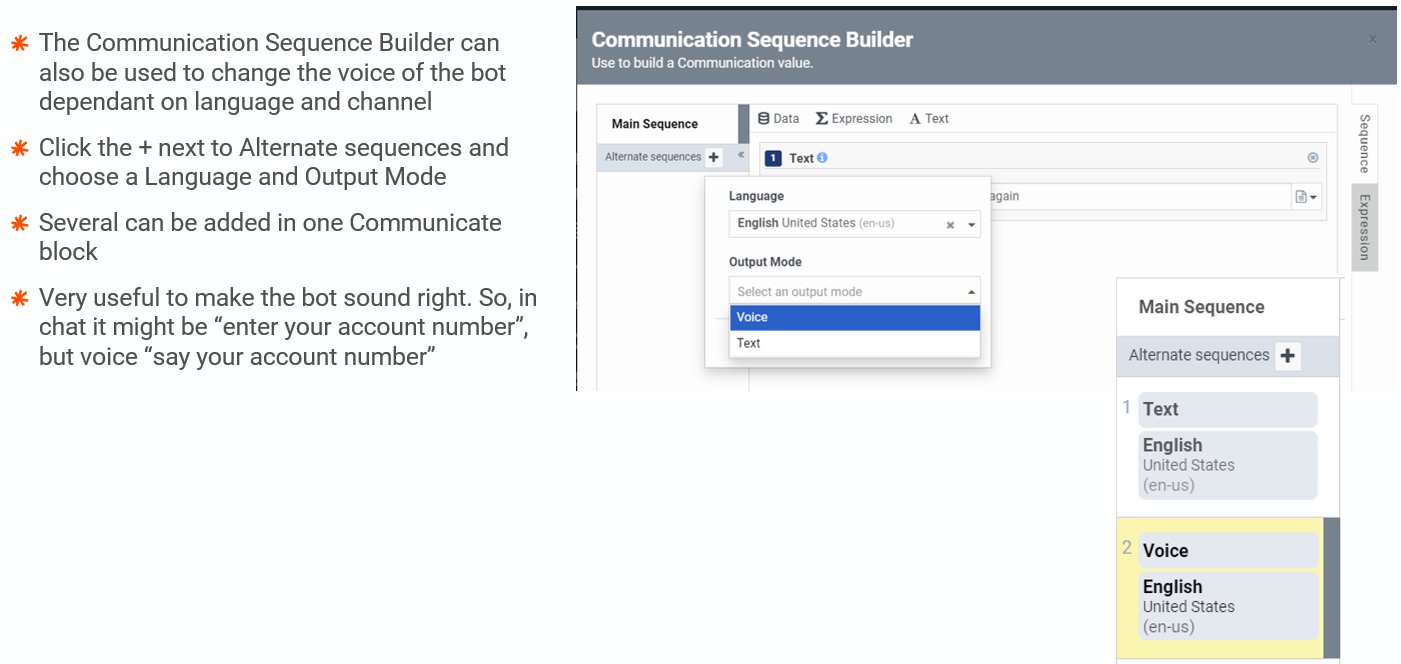 The Communication Sequence Builder can
also be used to change the voice of the bot
dependant on language and channel
Click the + next to Alternate sequences and
choose a Language and Output Mode
Several can be added in one Communicate
block
Very useful to make the bot sound right. So, in
chat it might be “enter your account number”,
but voice “say your account number”
Communication Sequence Builder
Use to build a Communication value.
Main Sequence
Alternate sequences +
Data Expression Text
1 Text
again
Language
English United States (en-us)
Output Mode
Select an output mode
Voice
Text
Sequence
Expression
Main Sequence
Alternate sequences +
1 Text
English
United States
(en-us)
2 Voice
English
United States
(en-us)